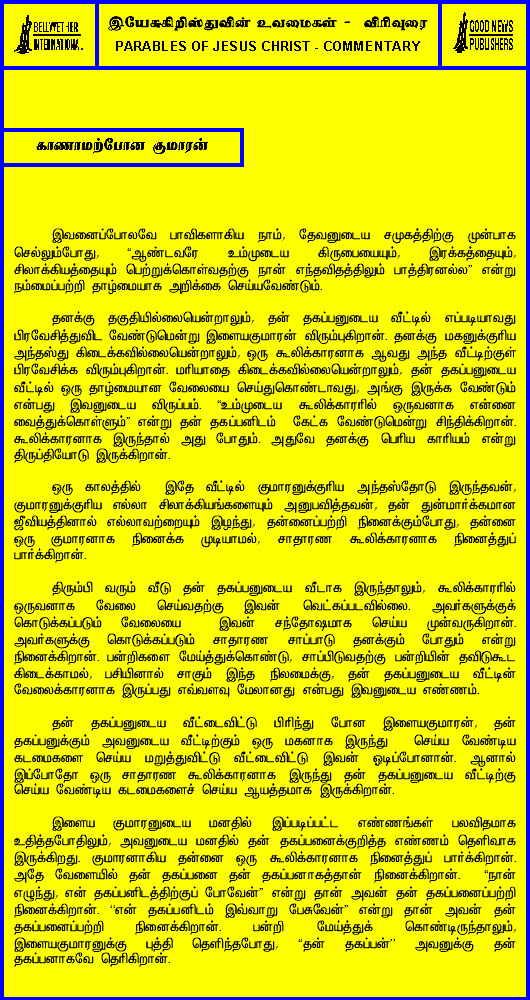 BELLWETHER
INTERNATIONAL
இயேசுகிறிஸ்துவின் உவமைகள் - விரிவுரை
PARABLES OF JESUS CHRIST - COMMENTARY
GOOD NEWS
PUBLISHERS
காணாமற்போன குமாரன்
இவனைப்போலவே பாவிகளாகிய நாம், தேவனுடைய சமுகத்திற்கு முன்பாக
செல்லும்போது, “ஆண்டவரே உம்முடைய கிருபையையும், இரக்கத்தையும்,
சிலாக்கியத்தையும் பெற்றுக்கொள்வதற்கு நான் எந்தவிதத்திலும் பாத்திரனல்ல” என்று
நம்மைப்பற்றி தாழ்மையாக அறிக்கை செய்யவேண்டும்.
தனக்கு தகுதியில்லையென்றாலும், தன் தகப்பனுடைய வீட்டில் எப்படியாவது
பிரவேசித்துவிட வேண்டுமென்று இளையகுமாரன் விரும்புகிறான். தனக்கு மகனுக்குரிய
அந்தஸ்து கிடைக்கவில்லையென்றாலும், ஒரு கூலிக்காரனாக ஆவது அந்த வீட்டிற்குள்
பிரவேசிக்க விரும்புகிறான். மரியாதை கிடைக்கவில்லையென்றாலும், தன் தகப்பனுடைய
வீட்டில் ஒரு தாழ்மையான வேலையை செய்துகொண்டாவது, அங்கு இருக்க வேண்டும்
என்பது இவனுடைய விருப்பம். “உம்முடைய கூலிக்காரரில் ஒருவனாக என்னை
வைத்துக்கொள்ளும்” என்று தன் தகப்பனிடம் கேட்க வேண்டுமென்று சிந்திக்கிறான்.
கூலிக்காரனாக இருந்தால் அது போதும். அதுவே தனக்கு பெரிய காரியம் என்று
திருப்தியோடு இருக்கிறான்.
ஒரு காலத்தில் இதே வீட்டில் குமாரனுக்குரிய அந்தஸ்தோடு இருந்தவன்,
குமாரனுக்குரிய எல்லா சிலாக்கியங்களையும் அனுபவித்தவன், தன் துன்மார்க்கமான
ஜீவியத்தினால் எல்லாவற்றையும் இழந்து, தன்னைப்பற்றி நினைக்கும்போது, தன்னை
ஒரு குமாரனாக நினைக்க முடியாமல், சாதாரண கூலிக்காரனாக நினைத்துப்
பார்க்கிறான்.
திரும்பி வரும் வீடு தன் தகப்பனுடைய வீடாக இருந்தாலும், கூலிக்காரரில்
ஒருவனாக வேலை செய்வதற்கு இவன் வெட்கப்படவில்லை. அவர்களுக்குக்
கொடுக்கப்படும் வேலையை இவன் சந்தோஷமாக செய்ய முன்வருகிறான்.
அவர்களுக்கு கொடுக்கப்படும் சாதாரண சாப்பாடு தனக்கும் போதும் என்று
நினைக்கிறான். பன்றிகளை மேய்த்துக்கொண்டு, சாப்பிடுவதற்கு பன்றியின் தவிடுகூட
கிடைக்காமல், பசியினால் சாகும் இந்த நிலமைக்கு, தன் தகப்பனுடைய வீட்டின்
வேலைக்காரனாக இருப்பது எவ்வளவு மேலானது என்பது இவனுடைய எண்ணம்.
தன் தகப்பனுடைய வீட்டைவிட்டு பிரிந்து போன இளையகுமாரன், தன்
தகப்பனுக்கும் அவனுடைய வீட்டிற்கும் ஒரு மகனாக இருந்து செய்ய வேண்டிய
கடமைகளை செய்ய மறுத்துவிட்டு வீட்டைவிட்டு இவன் ஓடிப்போனான். ஆனால்
இப்போதோ ஒரு சாதாரண கூலிக்காரனாக இருந்து தன் தகப்பனுடைய வீட்டிற்கு
செய்ய வேண்டிய கடமைகளைச் செய்ய ஆயத்தமாக இருக்கிறான்.
இளைய குமாரனுடைய மனதில் இப்படிப்பட்ட எண்ணங்கள் பலவிதமாக
உதித்தபோதிலும், அவனுடைய மனதில் தன் தகப்பனைக்குறித்த எண்ணம் தெளிவாக
இருக்கிறது. குமாரனாகிய தன்னை ஒரு கூலிக்காரனாக நினைத்துப் பார்க்கிறான்.
அதே வேளையில் தன் தகப்பனை தன் தகப்பனாகத்தான் நினைக்கிறான். “நான்
எழுந்து, என் தகப்பனிடத்திற்குப் போவேன்” என்று தான் அவன் தன் தகப்பனைப்பற்றி
நினைக்கிறான். “என் தகப்பனிடம் இவ்வாறு பேசுவேன்” என்று தான் அவன் தன்
தகப்பனைப்பற்றி நினைக்கிறான். பன்றி மேய்த்துக் கொண்டிருந்தாலும்,
இளையகுமாரனுக்கு புத்தி தெளிந்தபோது, “தன் தகப்பன்” அவனுக்கு தன்
தகப்பனாகவே தெரிகிறான்.